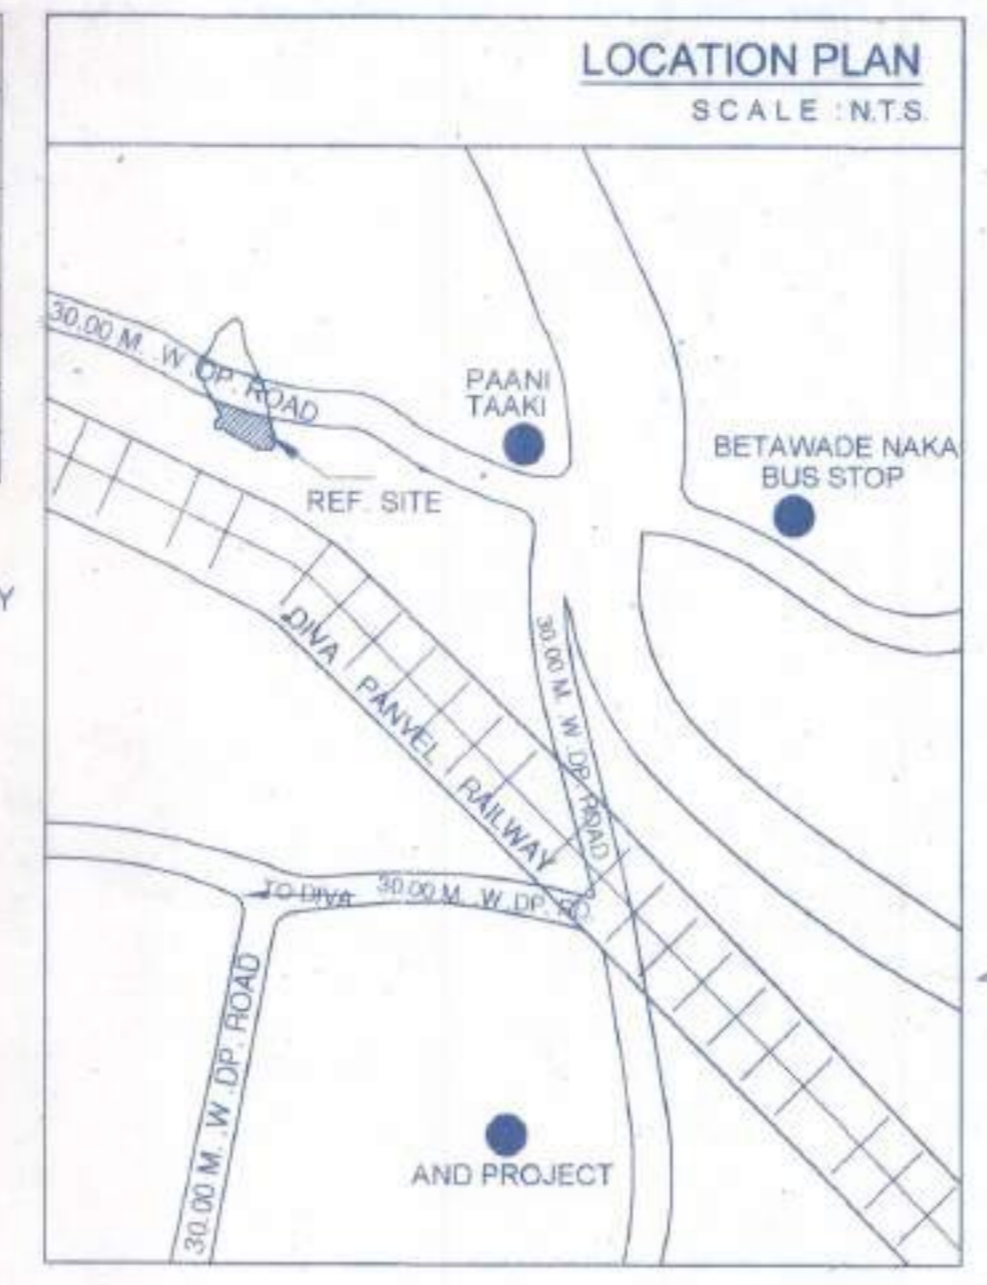 LOCATION PLAN
SCALE : N.T.S.
30.00 M. .W .DP. ROAD
PAANI
TAAKI
BETAWADE NAKA
BUS STOP
REF. SITE
Y
30.00 M. .W .DP. ROAD
DIVA PANVEL RAILWAY
TO DIVA
30.00 M. .W .DP. RD.
30.00 M. .W .DP. ROAD
AND PROJECT